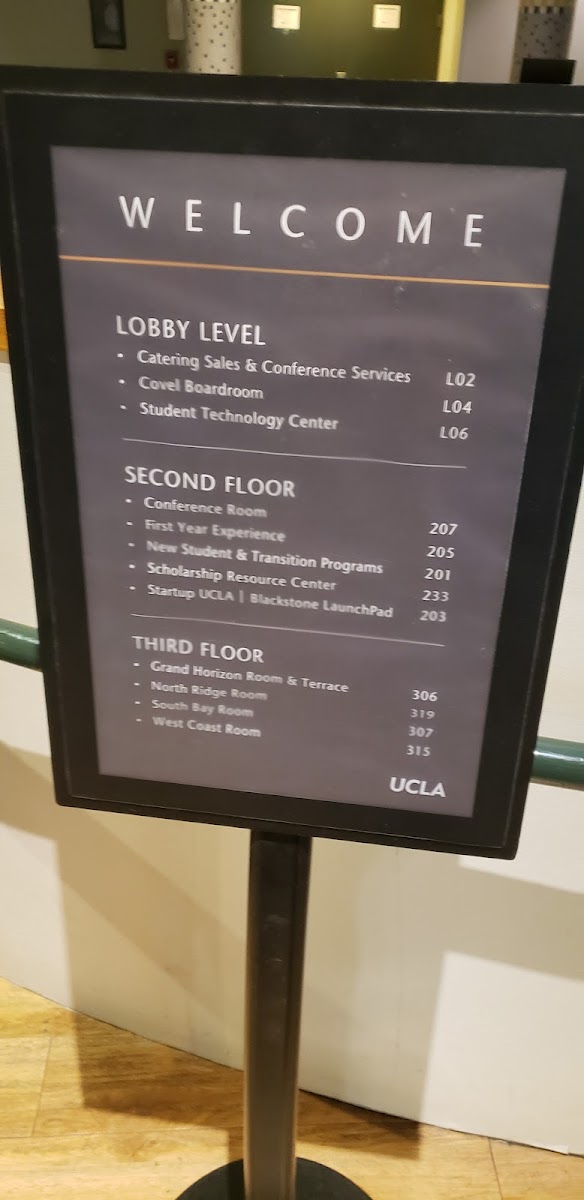 WELCOME
LOBBY LEVEL
• Catering Sales & Conference Services L02
• Covel Boardroom L04
• Student Technology Center L06
SECOND FLOOR
• Conference Room 207
• First Year Experience 205
• New Student & Transition Programs 201
• Scholarship Resource Center 233
• Startup UCLA | Blackstone LaunchPad 203
THIRD FLOOR
• Grand Horizon Room & Terrace 306
• North Ridge Room 319
• South Bay Room 307
• West Coast Room 315
UCLA